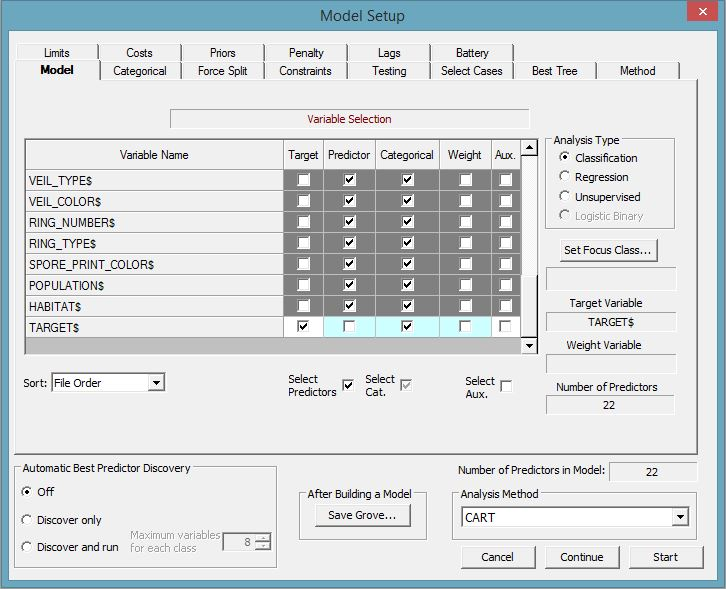 Model Setup
Limits Costs Priors Penalty Lags Battery
Model Categorical Force Split Constraints Testing Select Cases Best Tree Method
Variable Selection
Variable Name Target Predictor Categorical Weight Aux.
VEIL_TYPE$
VEIL_COLOR$
RING_NUMBER$
RING_TYPE$
SPORE_PRINT_COLOR$
POPULATION$
HABITAT$
TARGET$
Sort: File Order
Select
Predictors
Select
Cat.
Select
Aux.
Analysis Type
Classification
Regression
Unsupervised
Logistic Binary
Set Focus Class...
Target Variable
TARGET$
Weight Variable
Number of Predictors
22
Automatic Best Predictor Discovery
Off
Discover only
Discover and run
Maximum variables
for each class
8
After Building a Model
Save Grove...
Number of Predictors in Model: 22
Analysis Method
CART
Cancel Continue Start